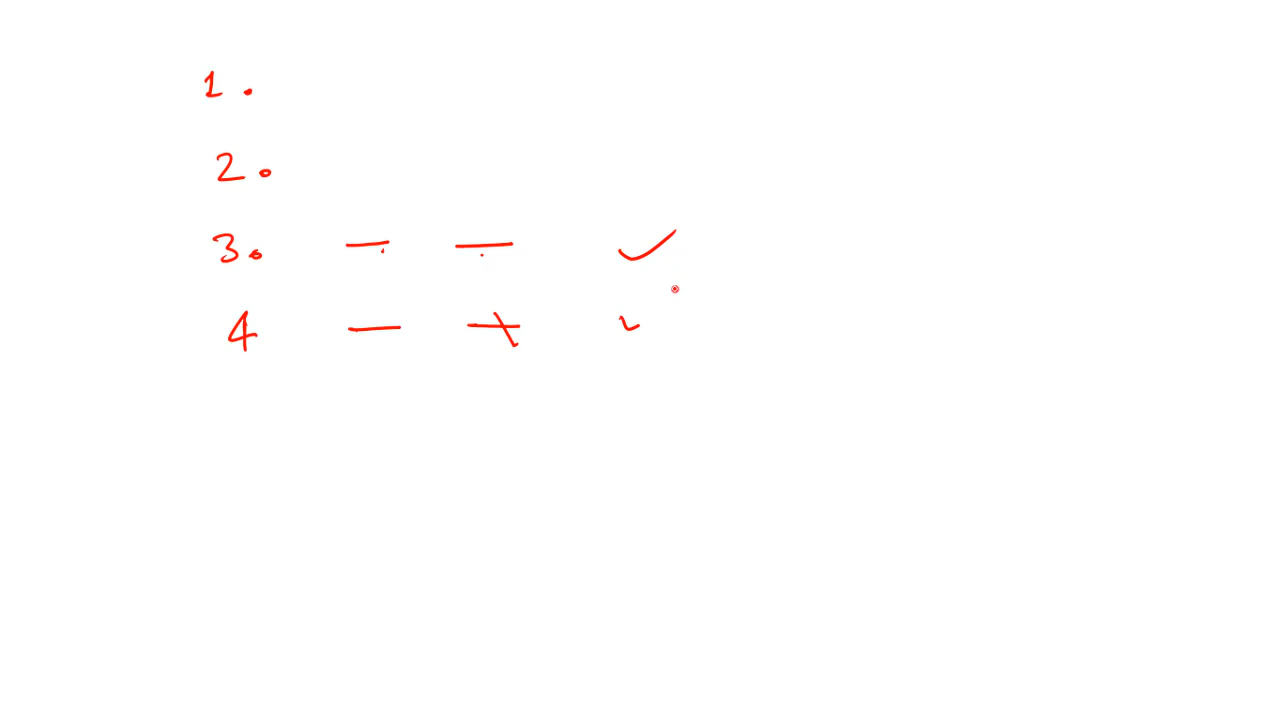 1.
2.
3. — — ✓
4 — — ✓